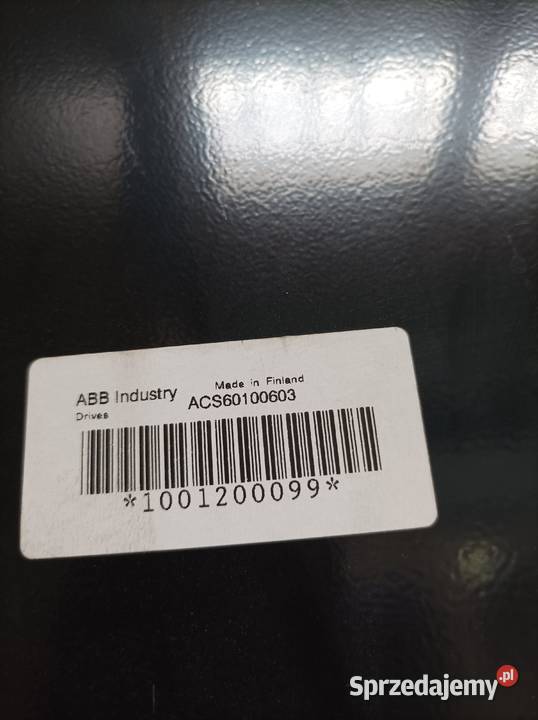 ABB Industry
Drives
Made in Finland
ACS60100603
*1001200099*
Sprzedajemy.pl